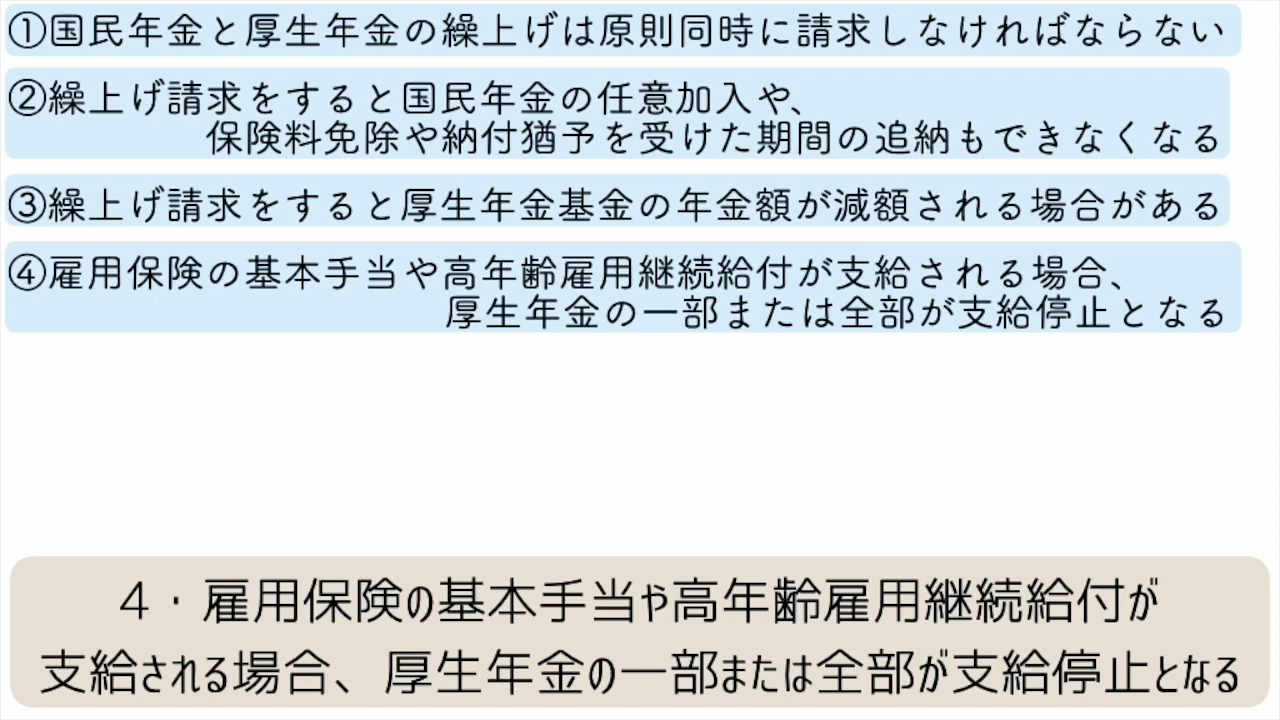 ①国民年金と厚生年金の繰上げは原則同時に請求しなければならない
②繰上げ請求をすると国民年金の任意加入や、
保険料免除や納付猶予を受けた期間の追納もできなくなる
③繰上げ請求をすると厚生年金基金の年金額が減額される場合がある
④雇用保険の基本手当や高年齢雇用継続給付が支給される場合、
厚生年金の一部または全部が支給停止となる
４・雇用保険の基本手当や高年齢雇用継続給付が
支給される場合、厚生年金の一部または全部が支給停止となる